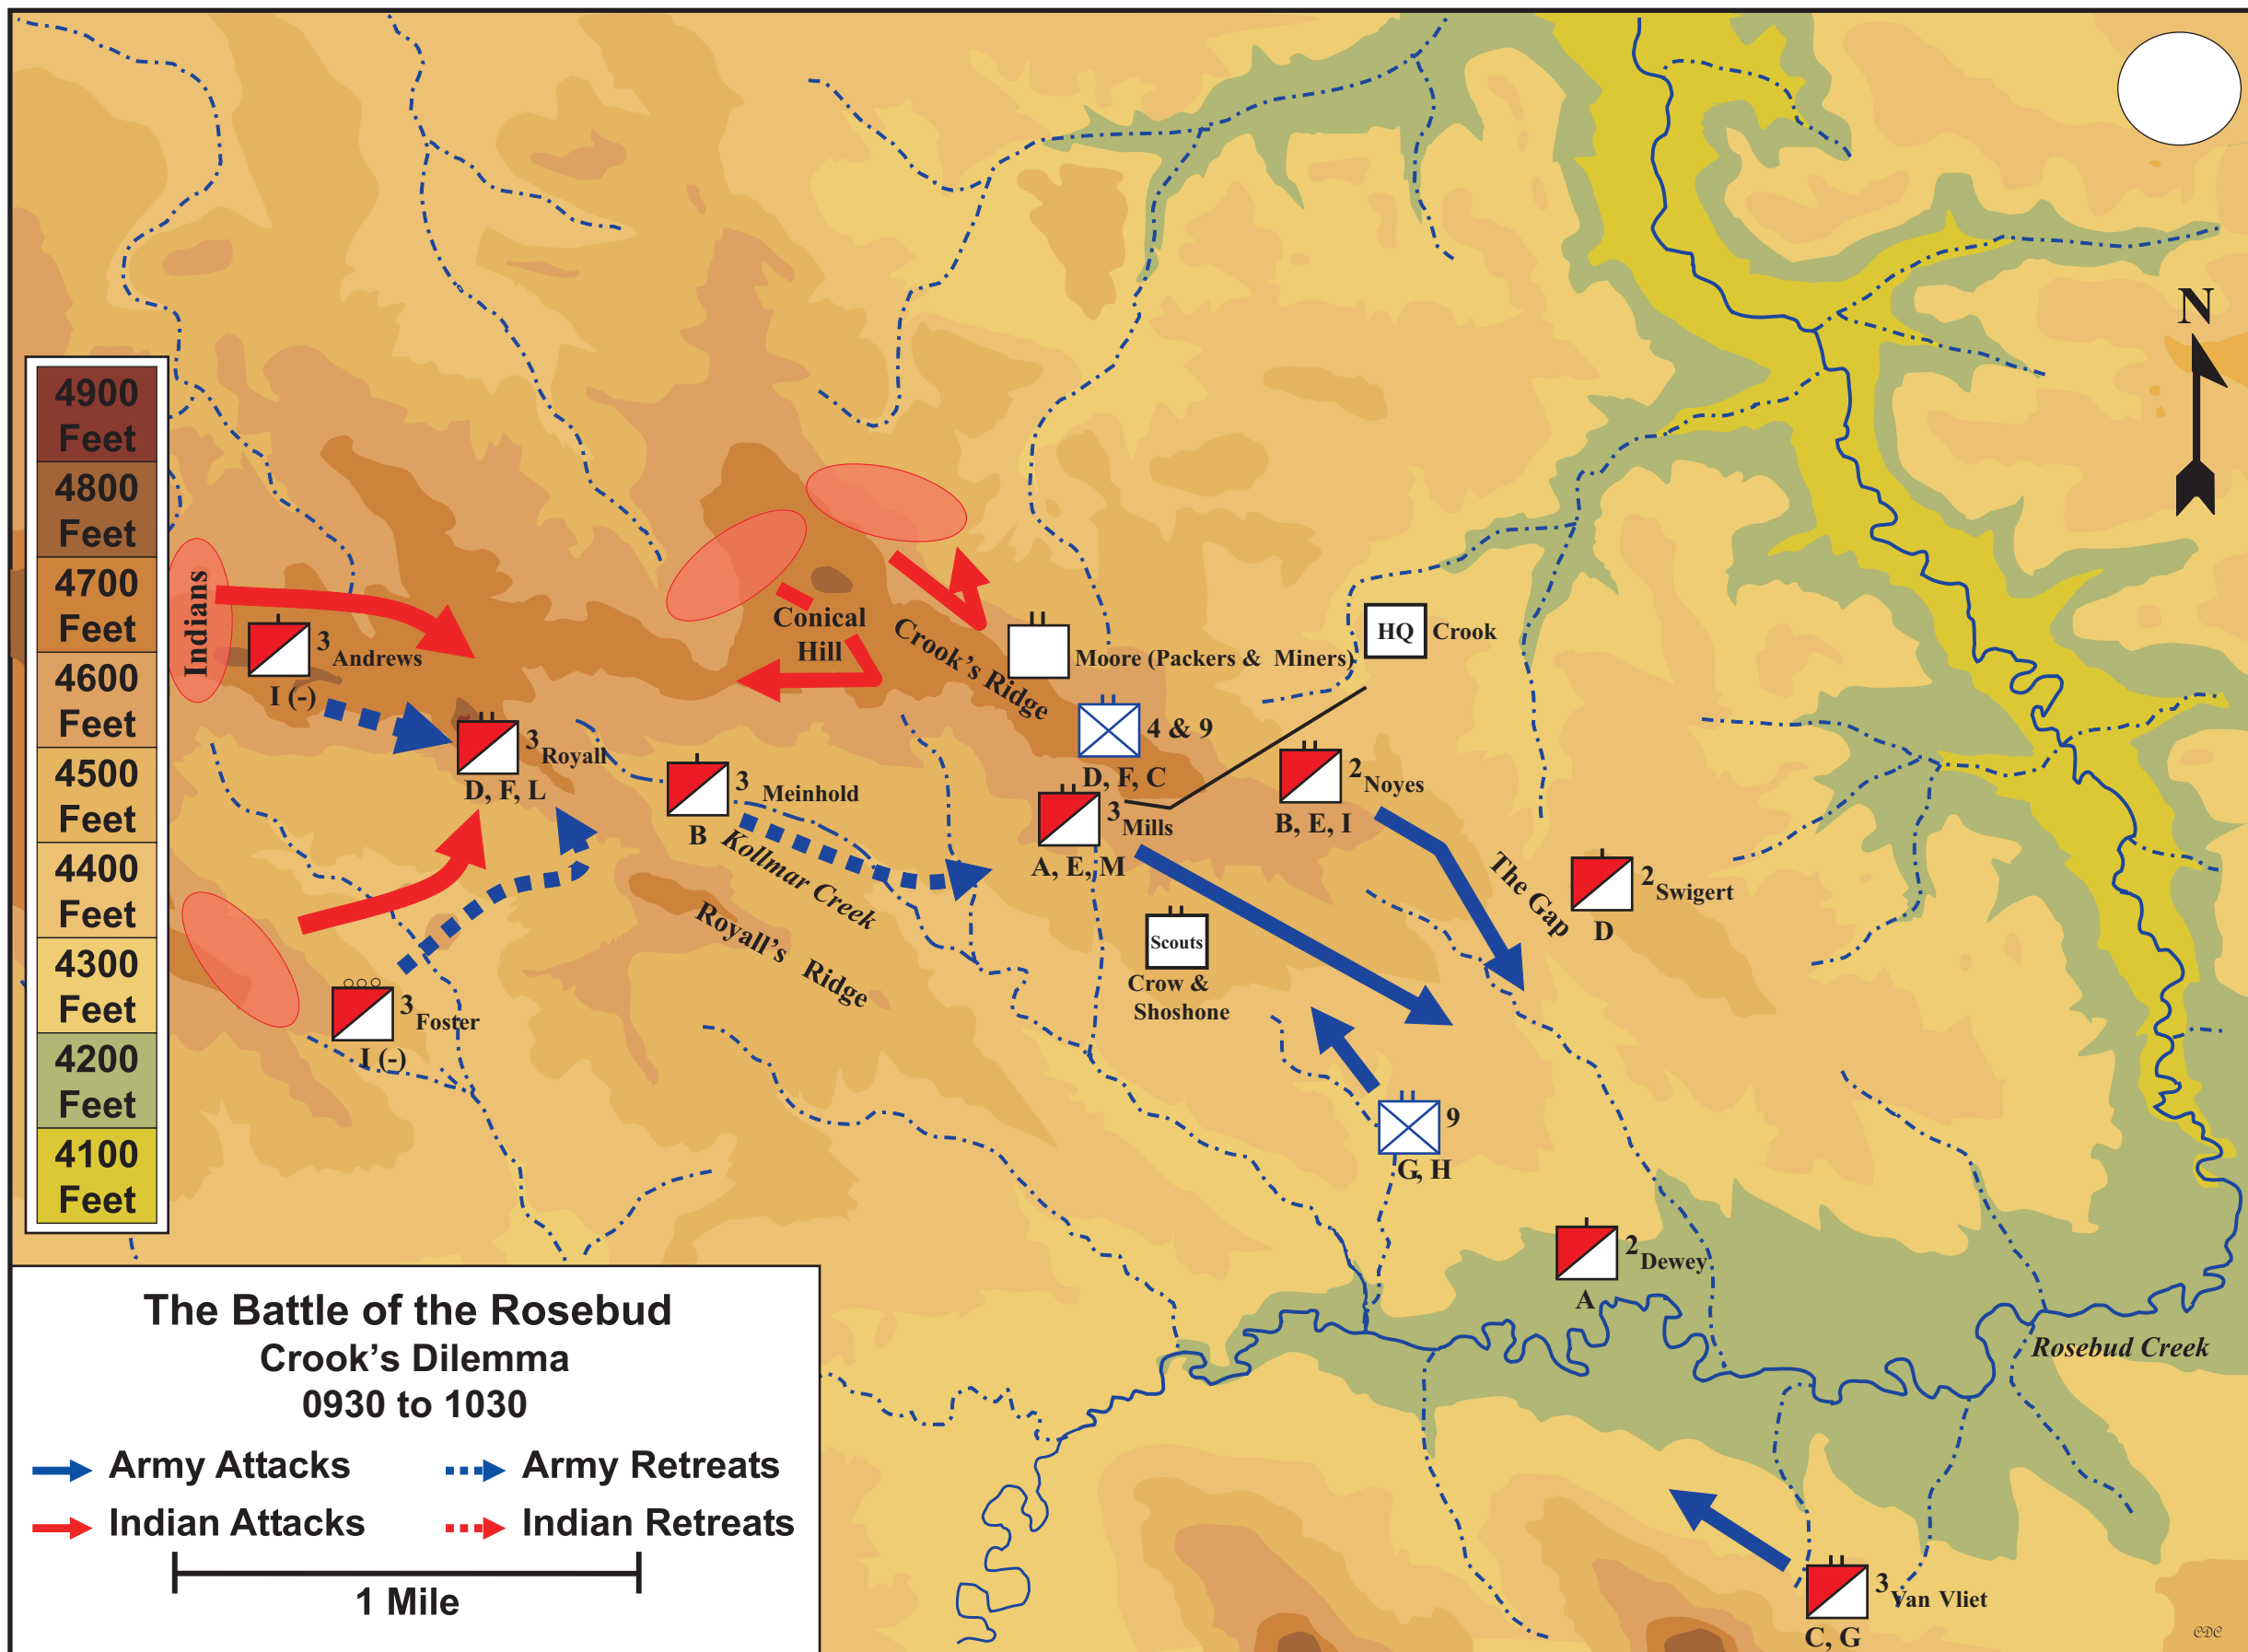 N
4900
Feet
4800
Feet
4700
Feet
4600
Feet
4500
Feet
4400
Feet
4300
Feet
4200
Feet
4100
Feet
Indians
3 Andrews
I (-)
3 Royall
D, F, L
3 Meinhold
B
3 Foster
I (-)
Conical
Hill
Crook's Ridge
Moore (Packers & Miners)
HQ Crook
4 & 9
D, F, C
3 Mills
A, E, M
2 Noyes
B, E, I
The Gap
2 Swigert
D
Kollmar Creek
Royall's Ridge
Scouts
Crow &
Shoshone
9
G, H
2 Dewey
A
Rosebud Creek
3 Van Vliet
C, G
The Battle of the Rosebud
Crook's Dilemma
0930 to 1030
Army Attacks
Army Retreats
Indian Attacks
Indian Retreats
1 Mile
CDC